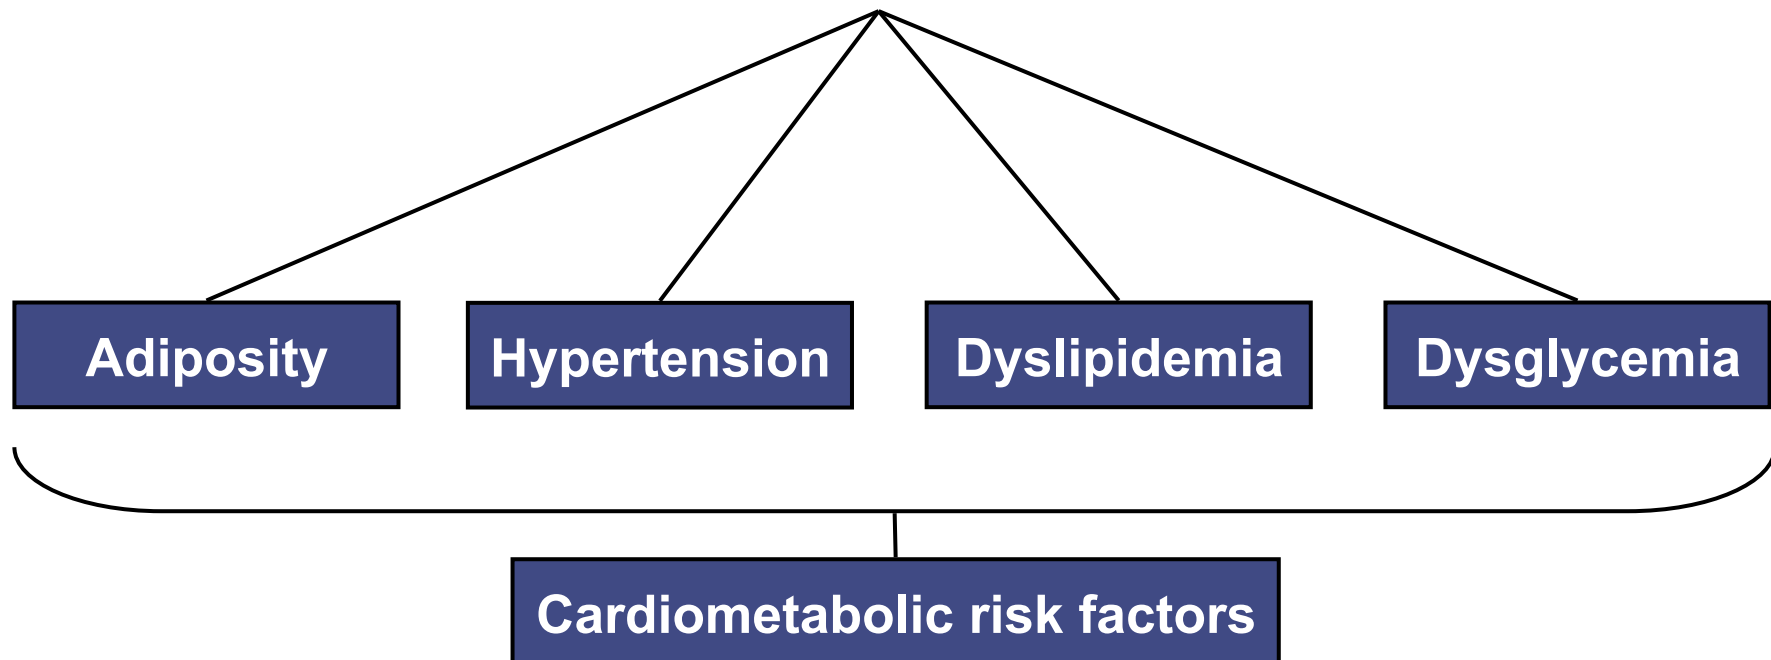 Adiposity
Hypertension
Dyslipidemia
Dysglycemia
Cardiometabolic risk factors